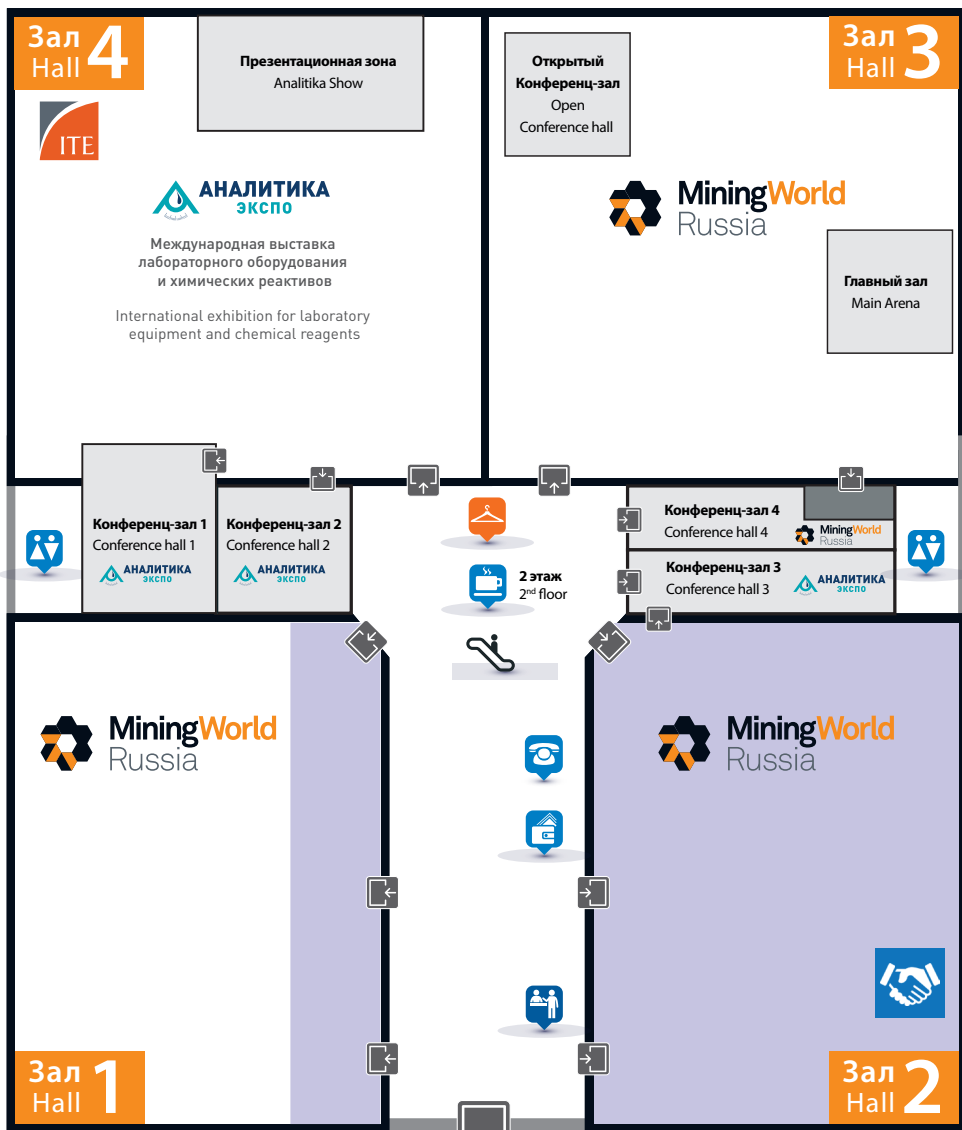 Зал
Hall
4
Презентационная зона
Analitika Show
ITE
АНАЛИТИКА
ЭКСПО
Международная выставка
лабораторного оборудования
и химических реактивов
International exhibition for laboratory
equipment and chemical reagents
Открытый
Конференц-зал
Open
Conference hall
Зал
Hall
3
MiningWorld
Russia
Главный зал
Main Arena
Конференц-зал 1
Conference hall 1
АНАЛИТИКА
ЭКСПО
Конференц-зал 2
Conference hall 2
АНАЛИТИКА
ЭКСПО
2 этаж
2nd floor
Конференц-зал 4
Conference hall 4
MiningWorld
Russia
Конференц-зал 3
Conference hall 3
АНАЛИТИКА
ЭКСПО
MiningWorld
Russia
MiningWorld
Russia
Зал
Hall
1
Зал
Hall
2